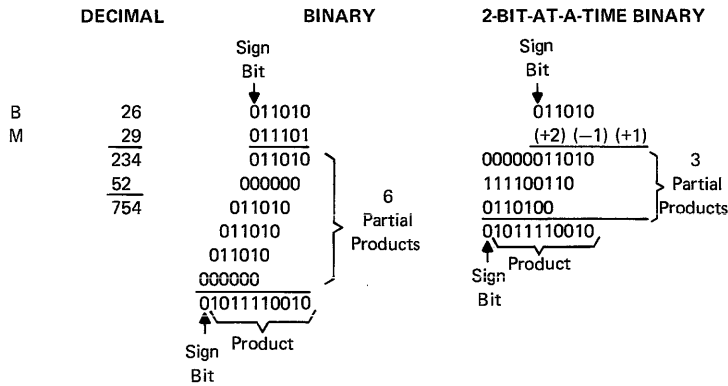 DECIMAL BINARY 2-BIT-AT-A-TIME BINARY
Sign Sign
Bit Bit
B 26 011010 011010
M 29 011101 (+2) (−1) (+1)
234 011010 00000011010 3
52 000000 111100110 Partial
754 011010 0110100 Products
011010 01011110010
011010 Product
000000 Sign
01011110010 Bit
6
Partial
Products
Product
Sign
Bit